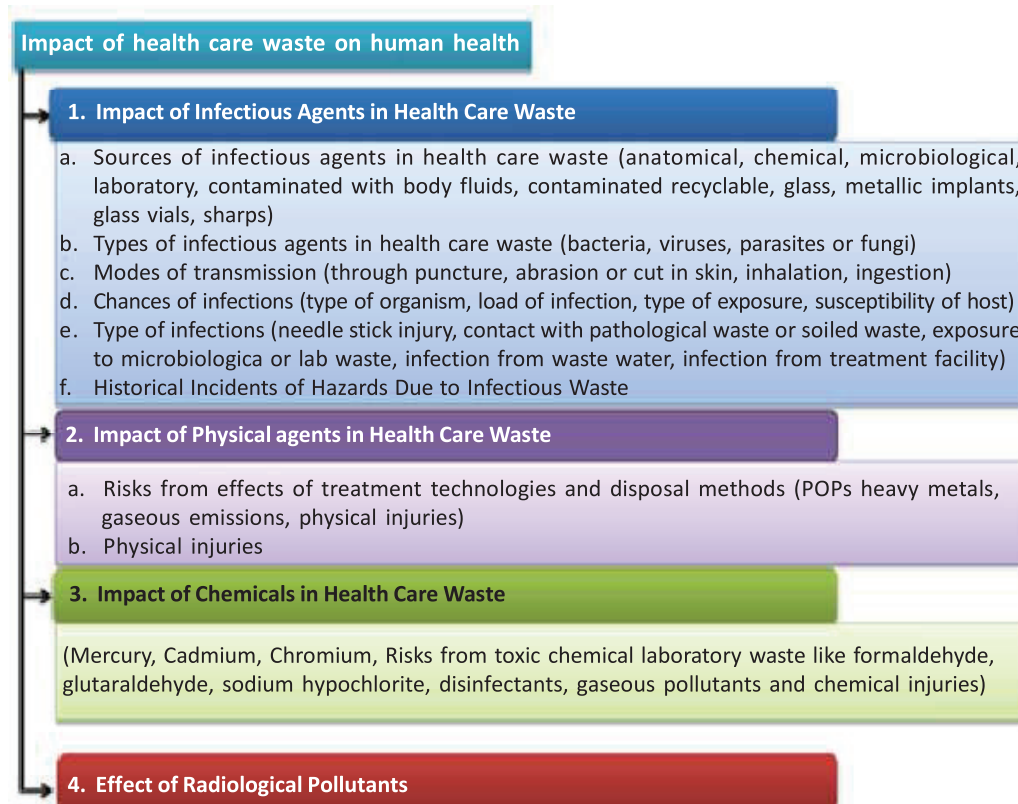 Impact of health care waste on human health
1. Impact of Infectious Agents in Health Care Waste
a. Sources of infectious agents in health care waste (anatomical, chemical, microbiological,
laboratory, contaminated with body fluids, contaminated recyclable, glass, metallic implants,
glass vials, sharps)
b. Types of infectious agents in health care waste (bacteria, viruses, parasites or fungi)
c. Modes of transmission (through puncture, abrasion or cut in skin, inhalation, ingestion)
d. Chances of infections (type of organism, load of infection, type of exposure, susceptibility of host)
e. Type of infections (needle stick injury, contact with pathological waste or soiled waste, exposure
to microbiologica or lab waste, infection from waste water, infection from treatment facility)
f. Historical Incidents of Hazards Due to Infectious Waste
2. Impact of Physical agents in Health Care Waste
a. Risks from effects of treatment technologies and disposal methods (POPs heavy metals,
gaseous emissions, physical injuries)
b. Physical injuries
3. Impact of Chemicals in Health Care Waste
(Mercury, Cadmium, Chromium, Risks from toxic chemical laboratory waste like formaldehyde,
glutaraldehyde, sodium hypochlorite, disinfectants, gaseous pollutants and chemical injuries)
4. Effect of Radiological Pollutants